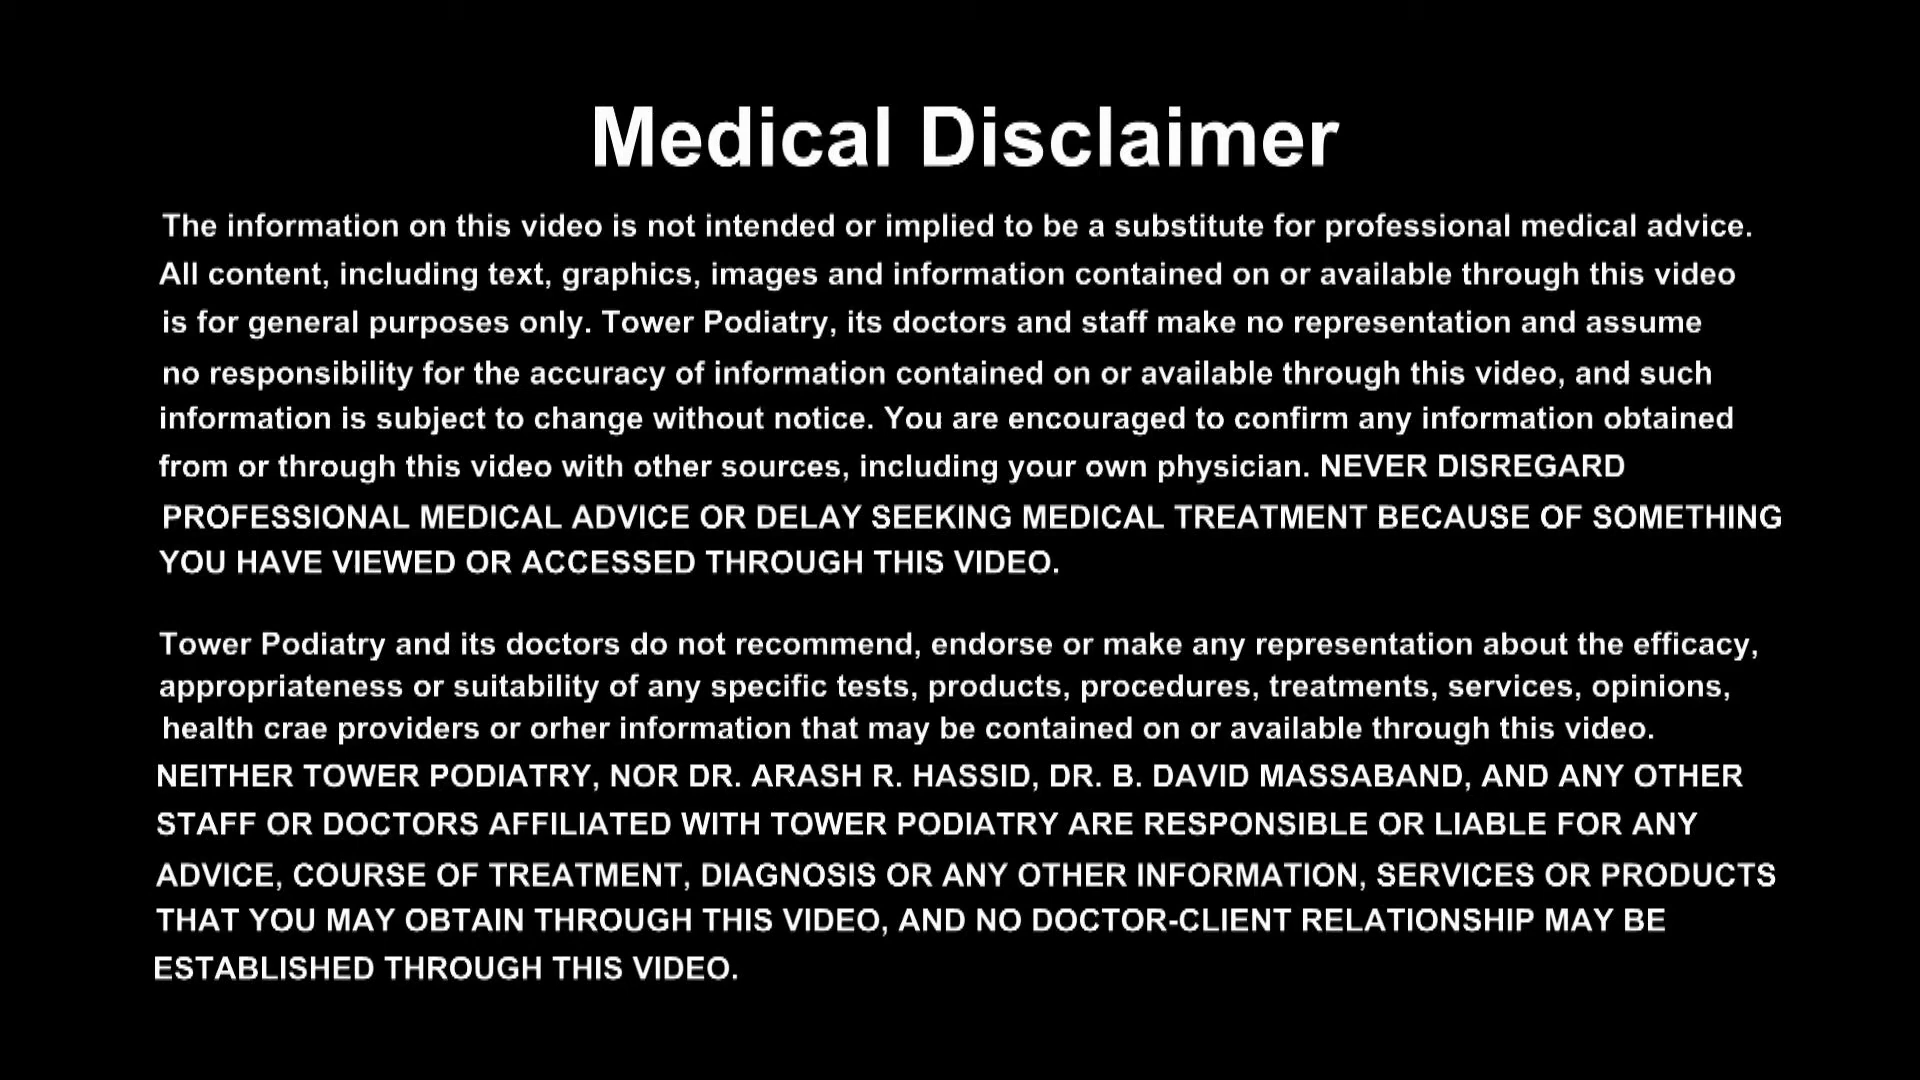 Medical Disclaimer
The information on this video is not intended or implied to be a substitute for professional medical advice.
All content, including text, graphics, images and information contained on or available through this video
is for general purposes only. Tower Podiatry, its doctors and staff make no representation and assume
no responsibility for the accuracy of information contained on or available through this video, and such
information is subject to change without notice. You are encouraged to confirm any information obtained
from or through this video with other sources, including your own physician. NEVER DISREGARD
PROFESSIONAL MEDICAL ADVICE OR DELAY SEEKING MEDICAL TREATMENT BECAUSE OF SOMETHING
YOU HAVE VIEWED OR ACCESSED THROUGH THIS VIDEO.
Tower Podiatry and its doctors do not recommend, endorse or make any representation about the efficacy,
appropriateness or suitability of any specific tests, products, procedures, treatments, services, opinions,
health crae providers or orher information that may be contained on or available through this video.
NEITHER TOWER PODIATRY, NOR DR. ARASH R. HASSID, DR. B. DAVID MASSABAND, AND ANY OTHER
STAFF OR DOCTORS AFFILIATED WITH TOWER PODIATRY ARE RESPONSIBLE OR LIABLE FOR ANY
ADVICE, COURSE OF TREATMENT, DIAGNOSIS OR ANY OTHER INFORMATION, SERVICES OR PRODUCTS
THAT YOU MAY OBTAIN THROUGH THIS VIDEO, AND NO DOCTOR-CLIENT RELATIONSHIP MAY BE
ESTABLISHED THROUGH THIS VIDEO.